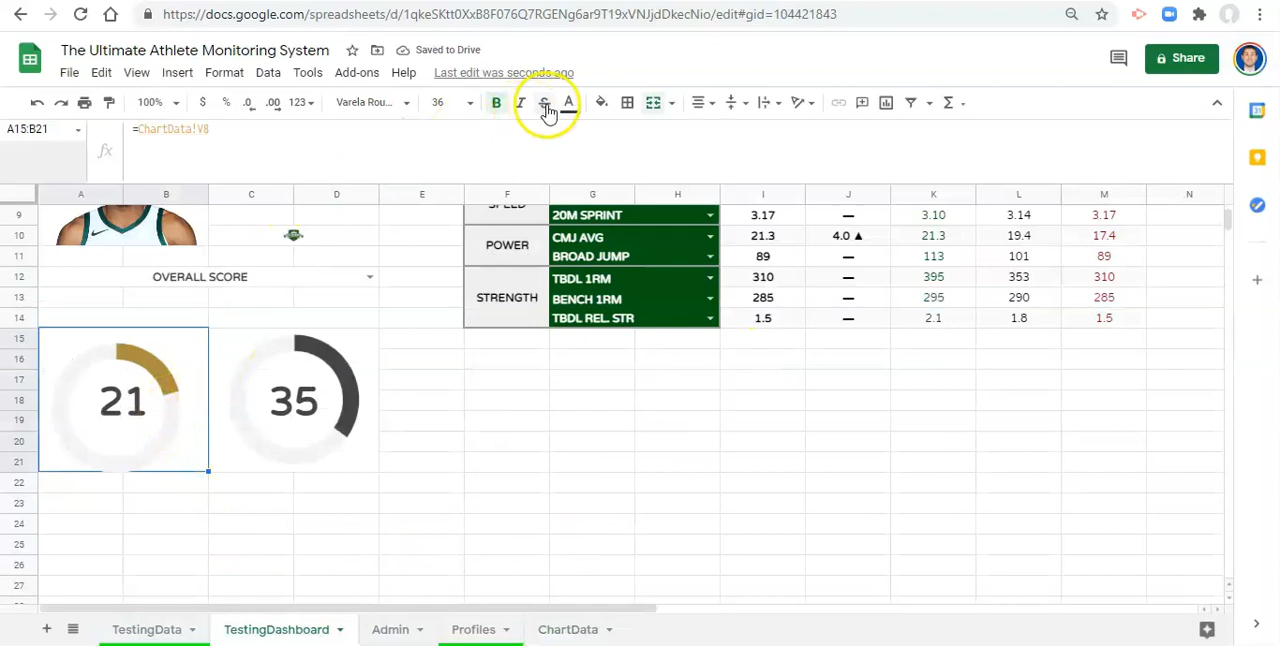 https://docs.google.com/spreadsheets/d/1qkeSKtt0XxB8F076Q7RGENg6ar9T19xVNJjdDkecNio/edit#gid=104421843
The Ultimate Athlete Monitoring System
Saved to Drive
Share
File Edit View Insert Format Data Tools Add-ons Help Last edit was seconds ago
100% $ % .0 .00 123 Varela Rou... 36 B I S A
A15:B21
fx
=ChartData!V8
A B C D E F G H I J K L M N
SPEED
9 20M SPRINT 3.17 — 3.10 3.14 3.17
10 POWER CMJ AVG 21.3 4.0 ▲ 21.3 19.4 17.4
11 BROAD JUMP 89 — 113 101 89
12 OVERALL SCORE TBDL 1RM 310 — 395 353 310
13 STRENGTH BENCH 1RM 285 — 295 290 285
14 TBDL REL. STR 1.5 — 2.1 1.8 1.5
15
16
17
18 21 35
19
20
21
22
23
24
25
26
27
TestingData TestingDashboard Admin Profiles ChartData